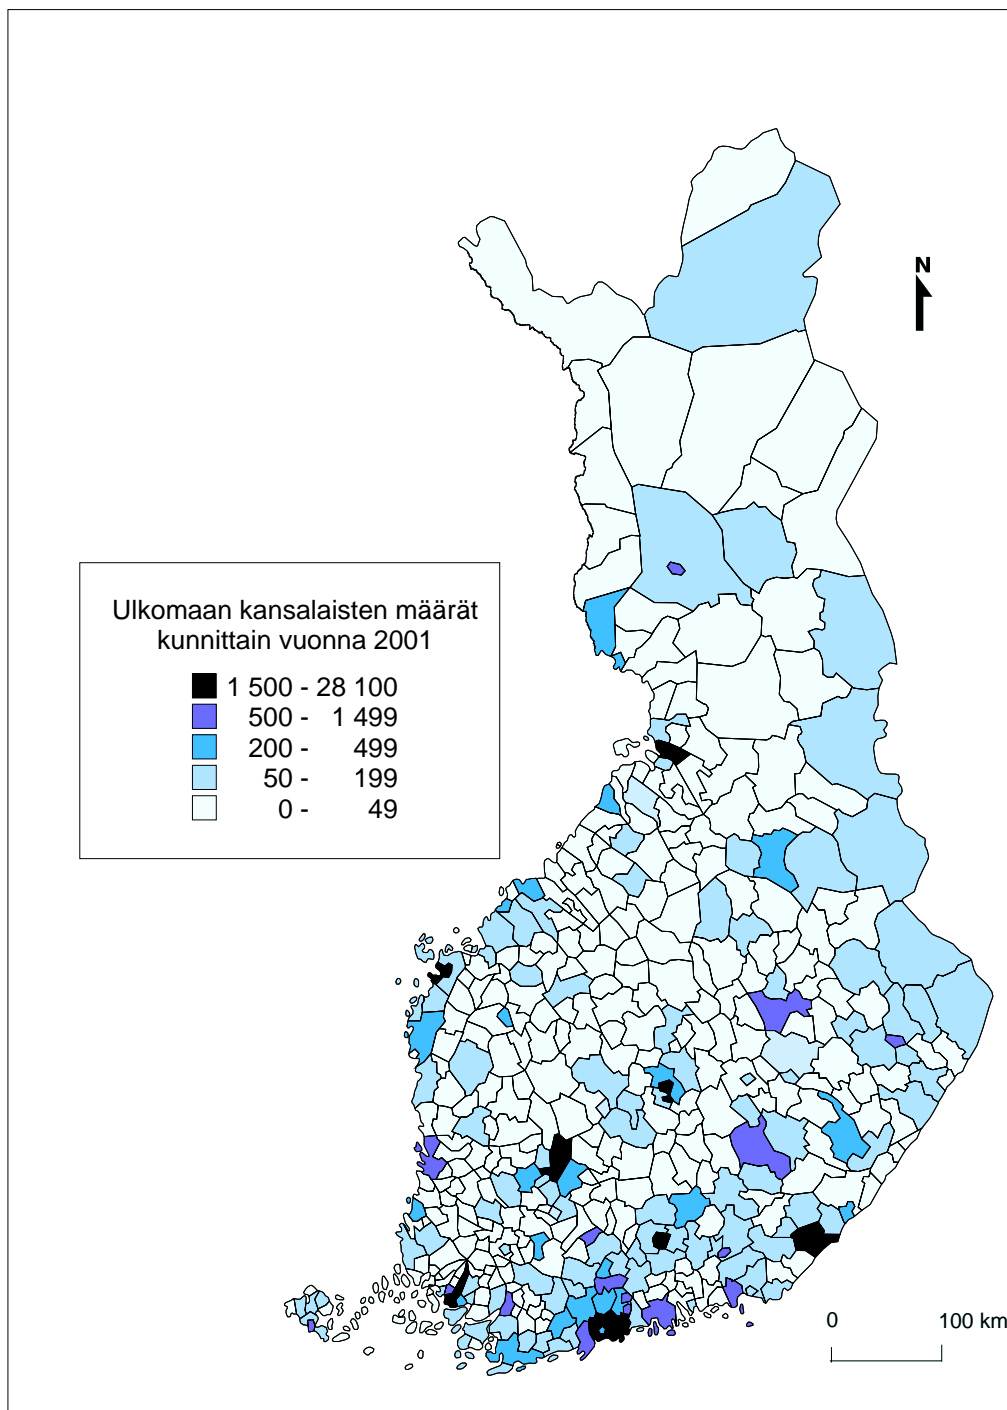 N
Ulkomaan kansalaisten määrät
kunnittain vuonna 2001
1 500 - 28 100
500 - 1 499
200 - 499
50 - 199
0 - 49
0 100 km